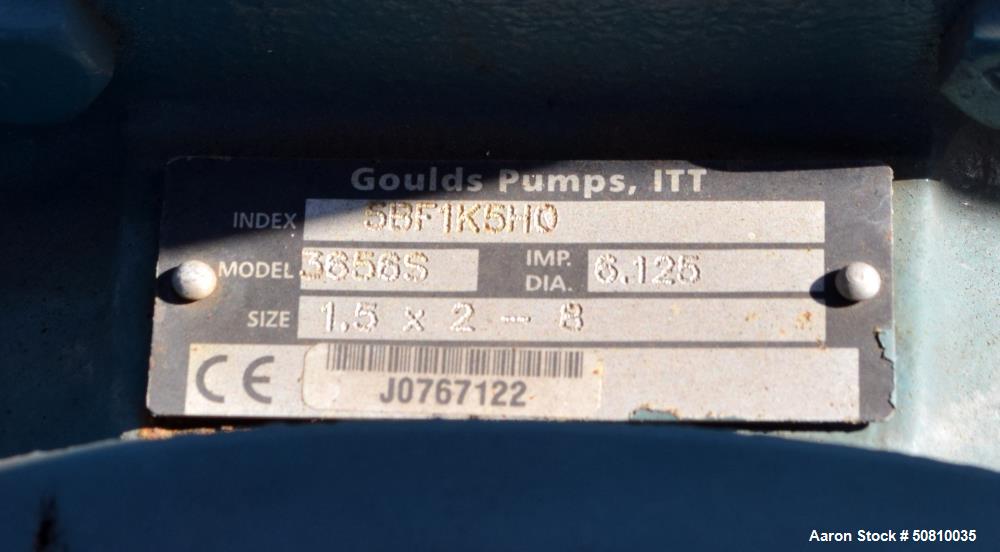 Goulds Pumps, ITT
INDEX 5BF1K5H0
MODEL 3656S IMP. DIA. 6.125
SIZE 1.5 x 2 - 8
CE J0767122
Aaron Stock # 50810035